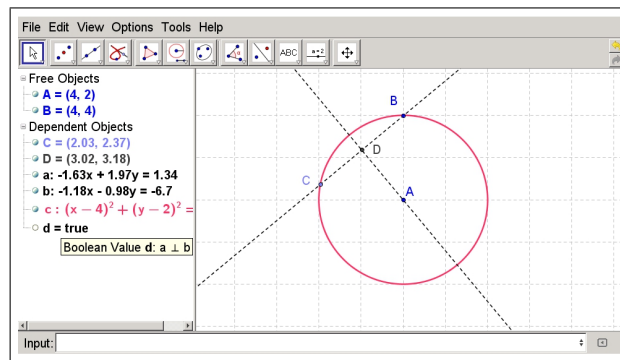 File Edit View Options Tools Help
ABC
a=2
Free Objects
A = (4, 2)
B = (4, 4)
Dependent Objects
C = (2.03, 2.37)
D = (3.02, 3.18)
a: -1.63x + 1.97y = 1.34
b: -1.18x - 0.98y = -6.7
c : (x − 4)² + (y − 2)² =
d = true
Boolean Value d: a ⊥ b
B
D
C
A
Input: